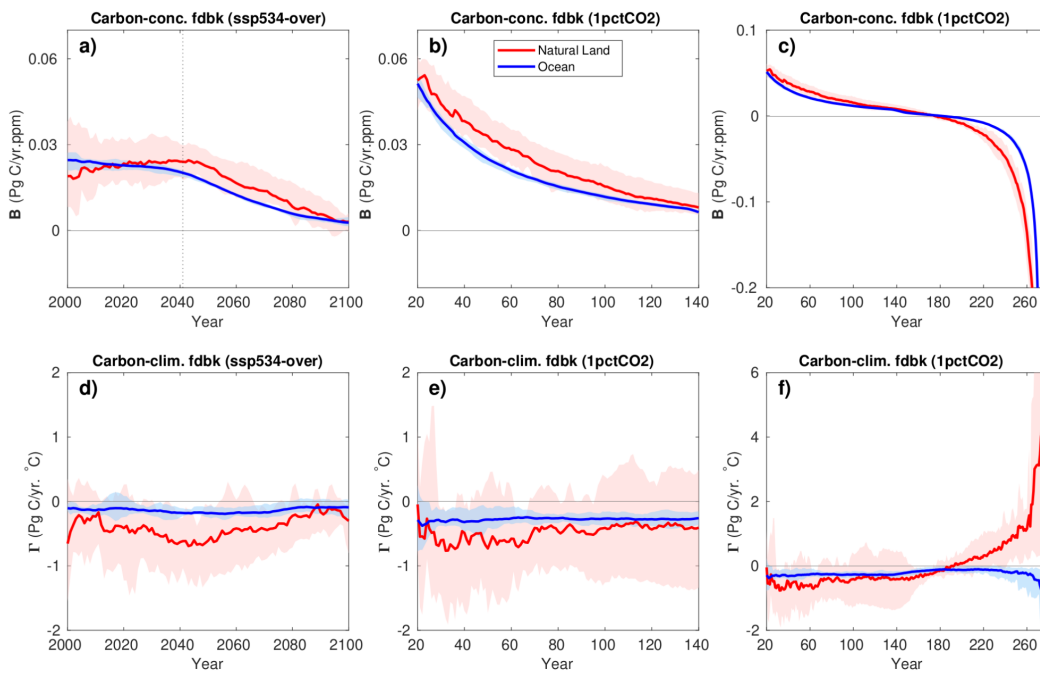 Carbon-conc. fdbk (ssp534-over)
a)
0.06
0.03
0
B (Pg C/yr.ppm)
2000 2020 2040 2060 2080 2100
Year
Carbon-conc. fdbk (1pctCO2)
b)
Natural Land
Ocean
0.06
0.03
0
B (Pg C/yr.ppm)
20 40 60 80 100 120 140
Year
Carbon-conc. fdbk (1pctCO2)
c)
0.1
0
-0.1
-0.2
B (Pg C/yr.ppm)
20 60 100 140 180 220 260
Year
Carbon-clim. fdbk (ssp534-over)
d)
2
1
0
-1
-2
Γ (Pg C/yr. °C)
2000 2020 2040 2060 2080 2100
Year
Carbon-clim. fdbk (1pctCO2)
e)
2
1
0
-1
-2
Γ (Pg C/yr. °C)
20 40 60 80 100 120 140
Year
Carbon-clim. fdbk (1pctCO2)
f)
6
4
2
0
-2
Γ (Pg C/yr. °C)
20 60 100 140 180 220 260
Year